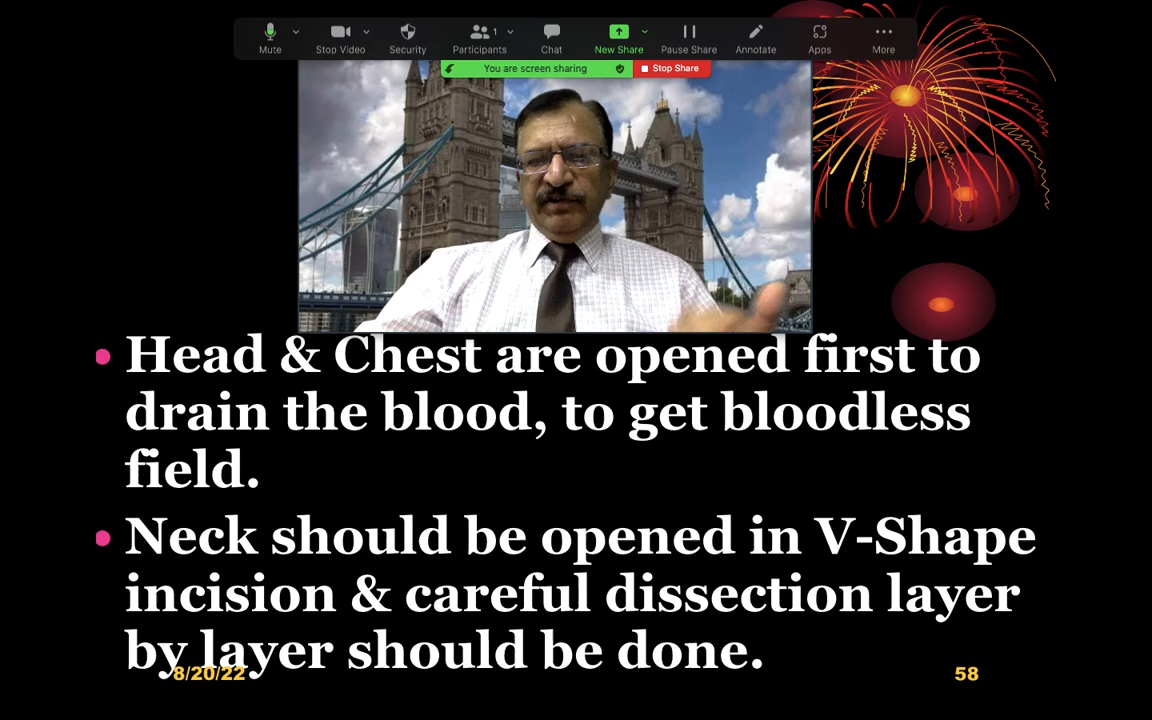 Mute
Stop Video
Security
Participants
1
Chat
New Share
Pause Share
Annotate
Apps
More
You are screen sharing
Stop Share
• Head & Chest are opened first to
drain the blood, to get bloodless
field.
• Neck should be opened in V-Shape
incision & careful dissection layer
by layer should be done.
8/20/22
58